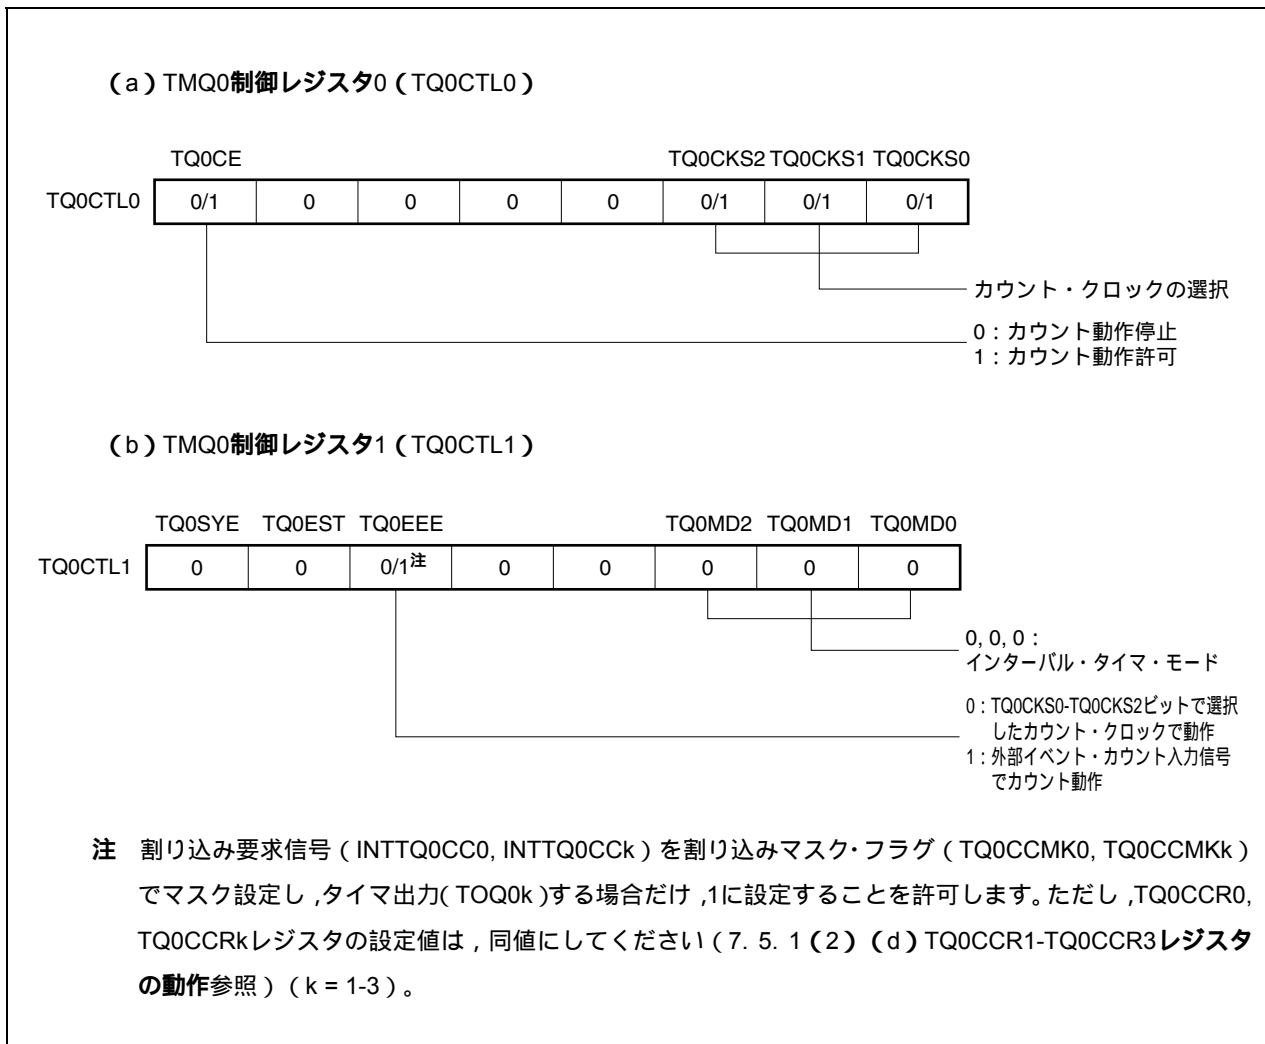 (a)TMQ0制御レジスタ0(TQ0CTL0)
TQ0CE TQ0CKS2 TQ0CKS1 TQ0CKS0
TQ0CTL0 0/1 0 0 0 0 0/1 0/1 0/1
カウント・クロックの選択
0:カウント動作停止
1:カウント動作許可
(b)TMQ0制御レジスタ1(TQ0CTL1)
TQ0SYE TQ0EST TQ0EEE TQ0MD2 TQ0MD1 TQ0MD0
TQ0CTL1 0 0 0/1注 0 0 0 0 0
0, 0, 0:
インターバル・タイマ・モード
0:TQ0CKS0-TQ0CKS2ビットで選択
したカウント・クロックで動作
1:外部イベント・カウント入力信号
でカウント動作
注 割り込み要求信号(INTTQ0CC0, INTTQ0CCk)を割り込みマスク・フラグ(TQ0CCMK0, TQ0CCMKk)
でマスク設定し,タイマ出力(TOQ0k)する場合だけ,1に設定することを許可します。ただし,TQ0CCR0,
TQ0CCRkレジスタの設定値は,同値にしてください(7. 5. 1(2)(d)TQ0CCR1-TQ0CCR3レジスタ
の動作参照)(k = 1-3)。